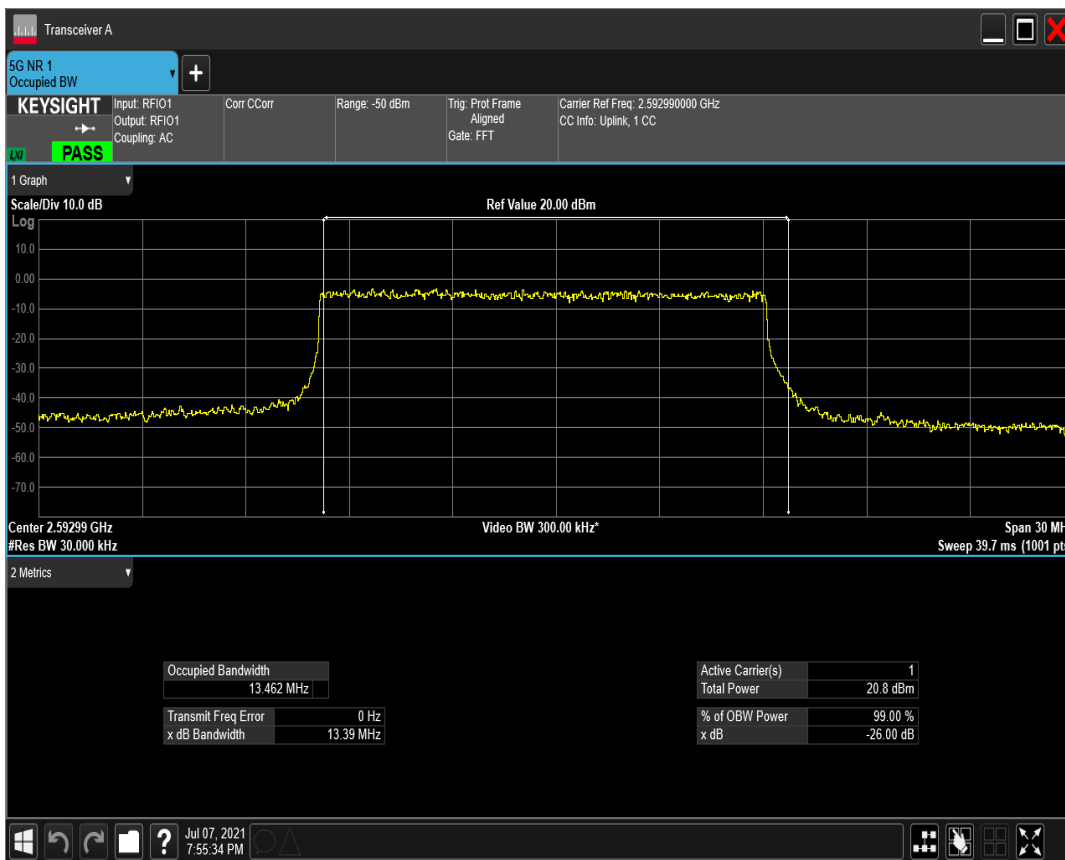 Transceiver A
5G NR 1
Occupied BW
KEYSIGHT
LXI
PASS
Input: RFIO1
Output: RFIO1
Coupling: AC
Corr CCorr
Range: -50 dBm
Trig: Prot Frame
Aligned
Gate: FFT
Carrier Ref Freq: 2.592990000 GHz
CC Info: Uplink, 1 CC
1 Graph
Scale/Div 10.0 dB
Ref Value 20.00 dBm
Log
10.0
0.00
-10.0
-20.0
-30.0
-40.0
-50.0
-60.0
-70.0
Center 2.59299 GHz
Video BW 300.00 kHz*
Span 30 MH
#Res BW 30.000 kHz
Sweep 39.7 ms (1001 pts
2 Metrics
Occupied Bandwidth
13.462 MHz
Transmit Freq Error 0 Hz
x dB Bandwidth 13.39 MHz
Active Carrier(s) 1
Total Power 20.8 dBm
% of OBW Power 99.00 %
x dB -26.00 dB
Jul 07, 2021
7:55:34 PM